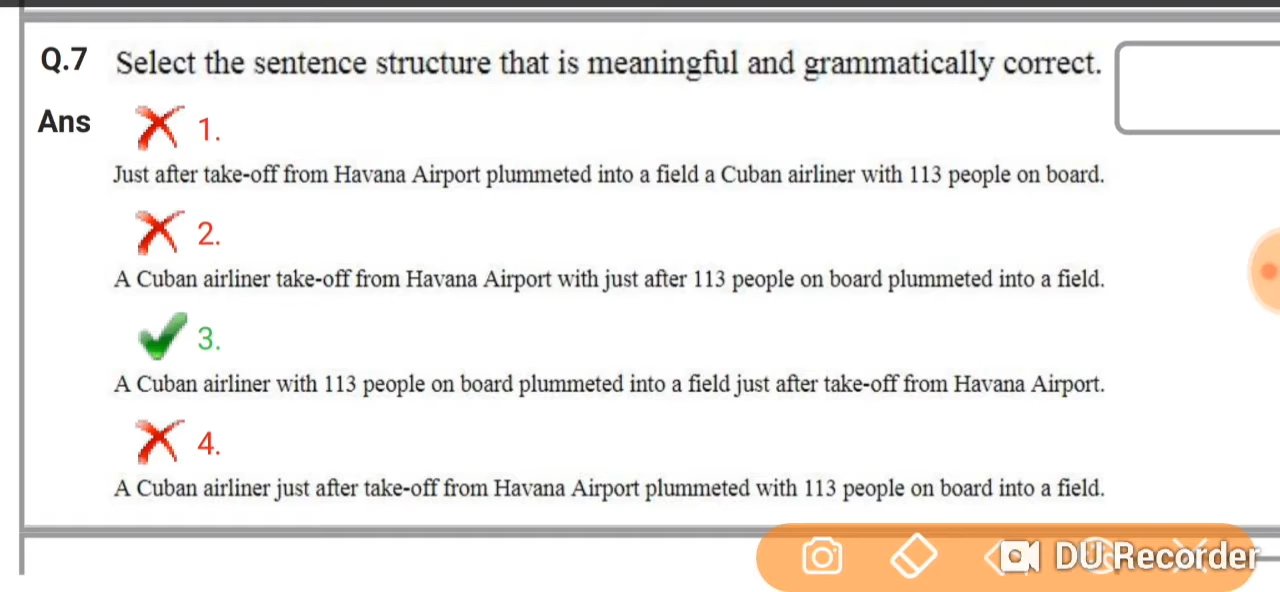 Q.7 Select the sentence structure that is meaningful and grammatically correct.
Ans 1.
Just after take-off from Havana Airport plummeted into a field a Cuban airliner with 113 people on board.
2.
A Cuban airliner take-off from Havana Airport with just after 113 people on board plummeted into a field.
3.
A Cuban airliner with 113 people on board plummeted into a field just after take-off from Havana Airport.
4.
A Cuban airliner just after take-off from Havana Airport plummeted with 113 people on board into a field.
DU Recorder